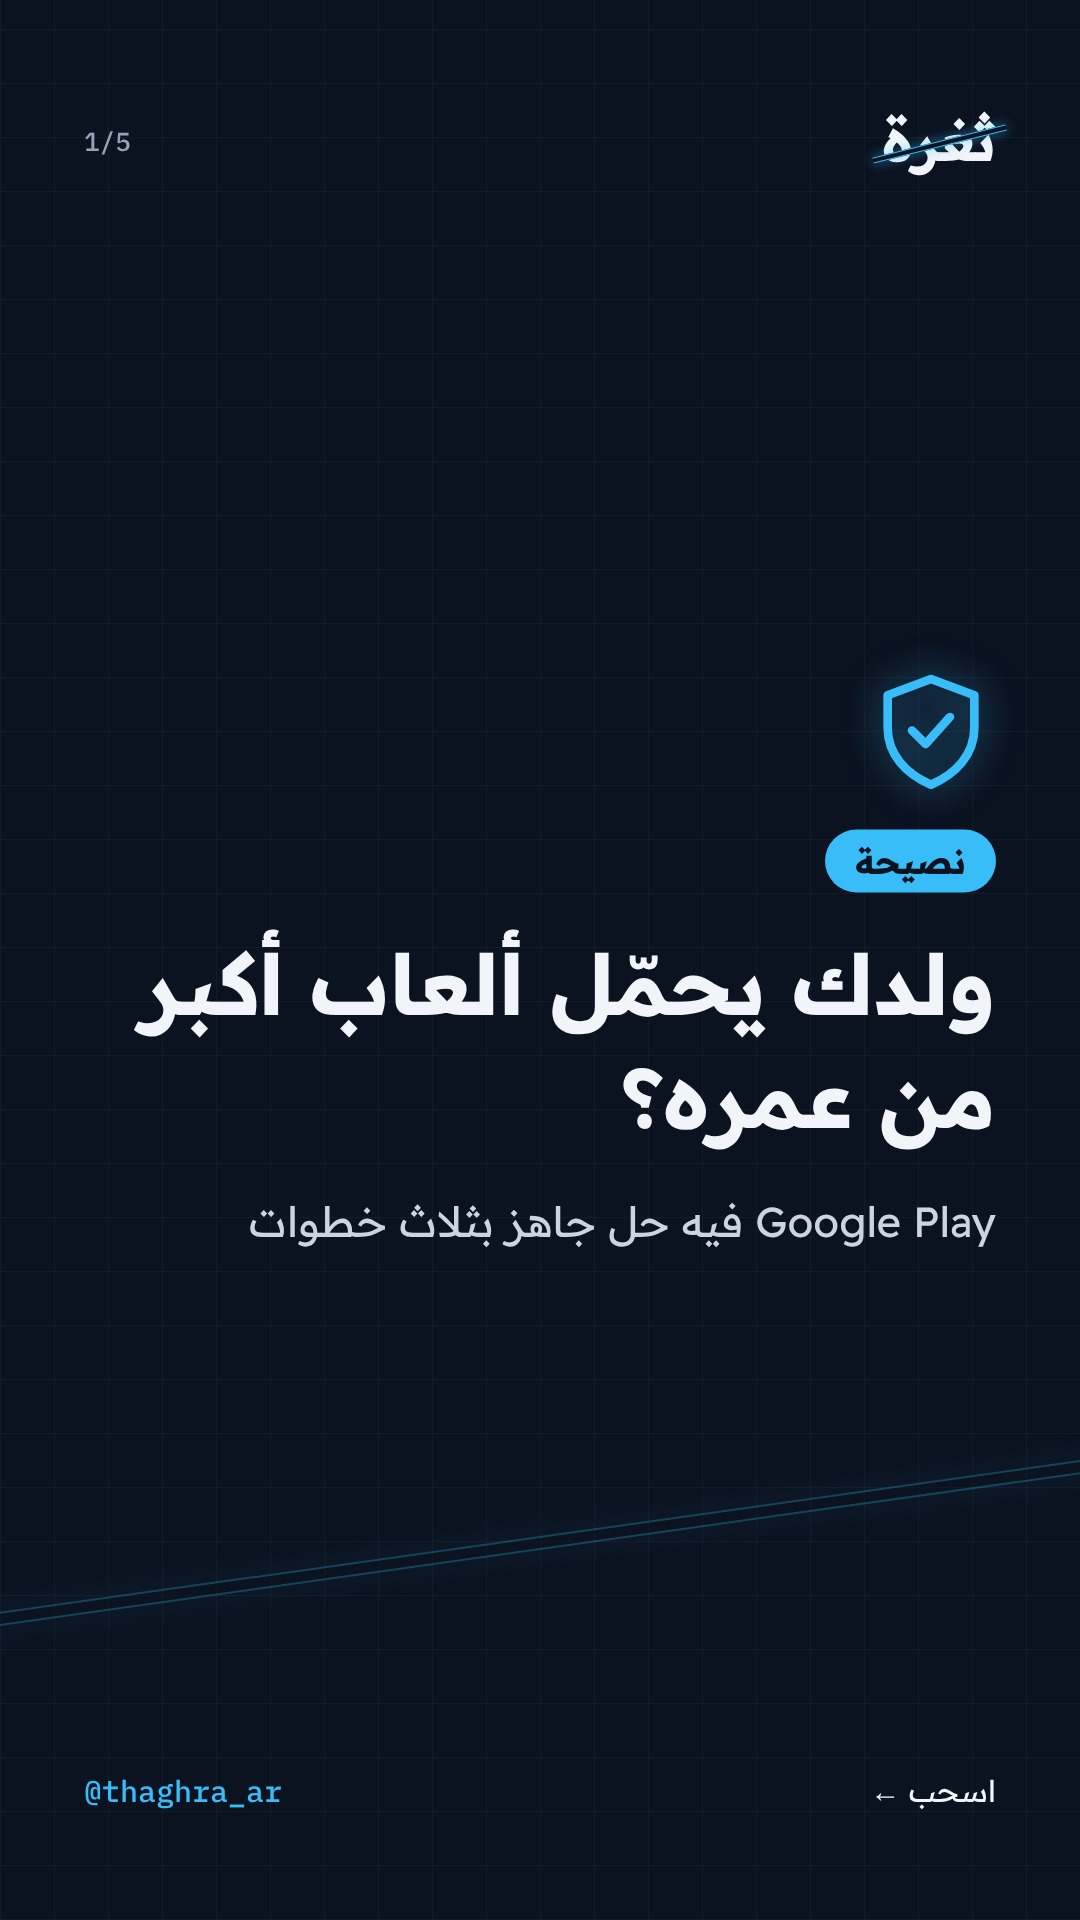 ثغرة
1/5
نصيحة
ولدك يحمّل ألعاب أكبر
من عمره؟
Google Play فيه حل جاهز بثلاث خطوات
اسحب ←
@thaghra_ar